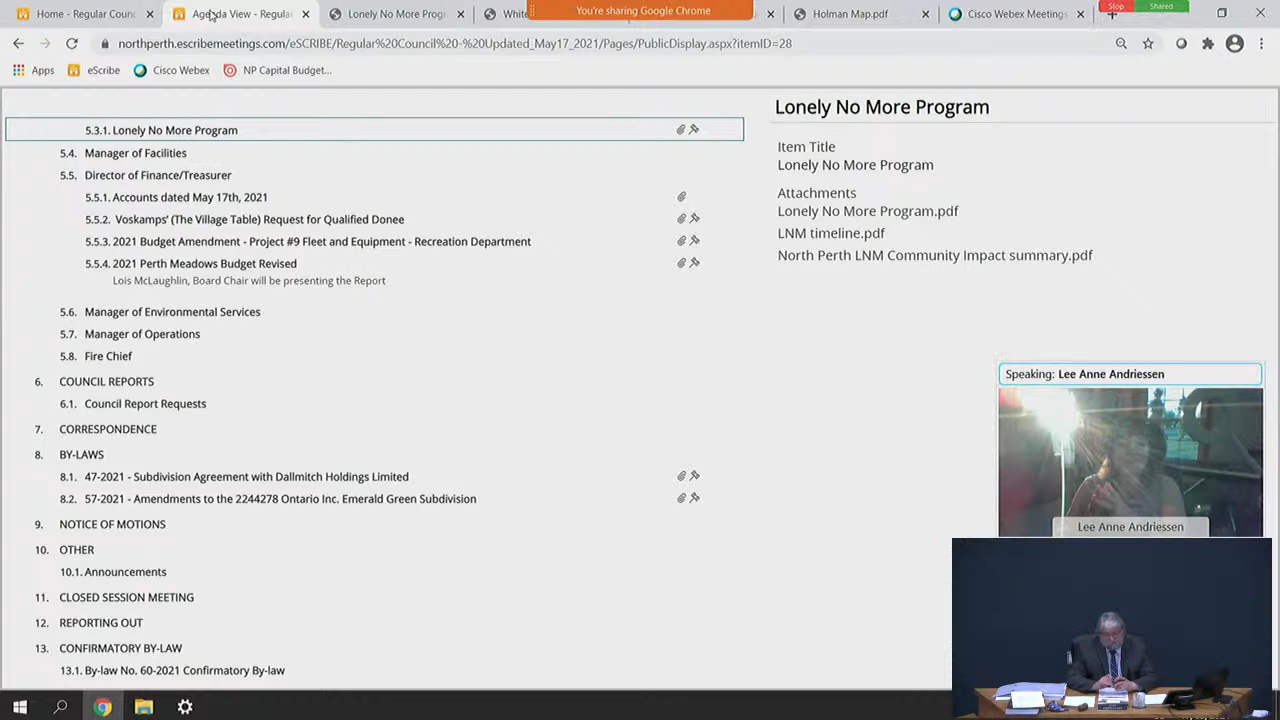 Home - Regular Counc
Agenda View - Regula
Lonely No More Progr
White
You're sharing Google Chrome
Holman Map.pdf
Cisco Webex Meetings
Stop
Shared
northperth.escribemeetings.com/eSCRIBE/Regular%20Council%20-%20Updated_May17_2021/Pages/PublicDisplay.aspx?itemID=28
Apps
eScribe
Cisco Webex
NP Capital Budget...
5.3.1. Lonely No More Program
5.4. Manager of Facilities
5.5. Director of Finance/Treasurer
5.5.1. Accounts dated May 17th, 2021
5.5.2. Voskamps' (The Village Table) Request for Qualified Donee
5.5.3. 2021 Budget Amendment - Project #9 Fleet and Equipment - Recreation Department
5.5.4. 2021 Perth Meadows Budget Revised
Lois McLaughlin, Board Chair will be presenting the Report
5.6. Manager of Environmental Services
5.7. Manager of Operations
5.8. Fire Chief
6. COUNCIL REPORTS
6.1. Council Report Requests
7. CORRESPONDENCE
8. BY-LAWS
8.1. 47-2021 - Subdivision Agreement with Dallmitch Holdings Limited
8.2. 57-2021 - Amendments to the 2244278 Ontario Inc. Emerald Green Subdivision
9. NOTICE OF MOTIONS
10. OTHER
10.1. Announcements
11. CLOSED SESSION MEETING
12. REPORTING OUT
13. CONFIRMATORY BY-LAW
13.1. By-law No. 60-2021 Confirmatory By-law
Lonely No More Program
Item Title
Lonely No More Program
Attachments
Lonely No More Program.pdf
LNM timeline.pdf
North Perth LNM Community Impact summary.pdf
Speaking: Lee Anne Andriessen
Lee Anne Andriessen